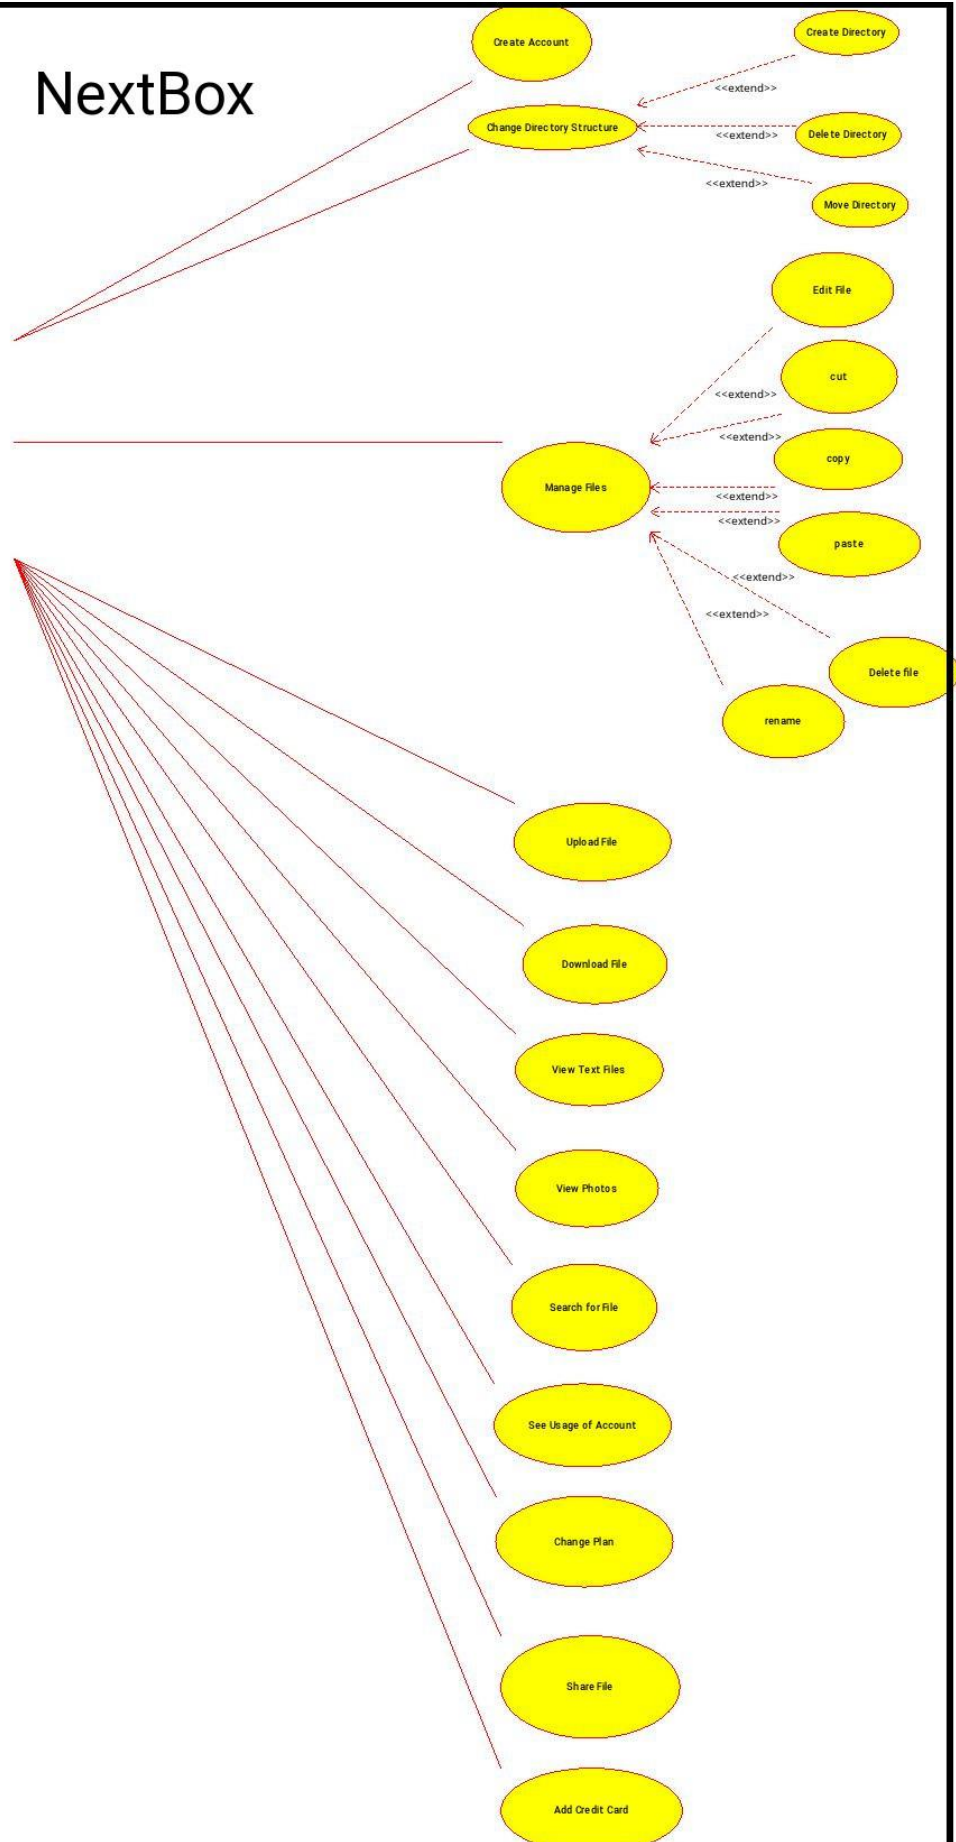 NextBox
Create Account
Create Directory
<<extend>>
Change Directory Structure
<<extend>>
Delete Directory
<<extend>>
Move Directory
Edit File
cut
<<extend>>
<<extend>>
copy
Manage Files
<<extend>>
<<extend>>
paste
<<extend>>
<<extend>>
Delete file
rename
Upload File
Download File
View Text Files
View Photos
Search for File
See Usage of Account
Change Plan
Share File
Add Credit Card